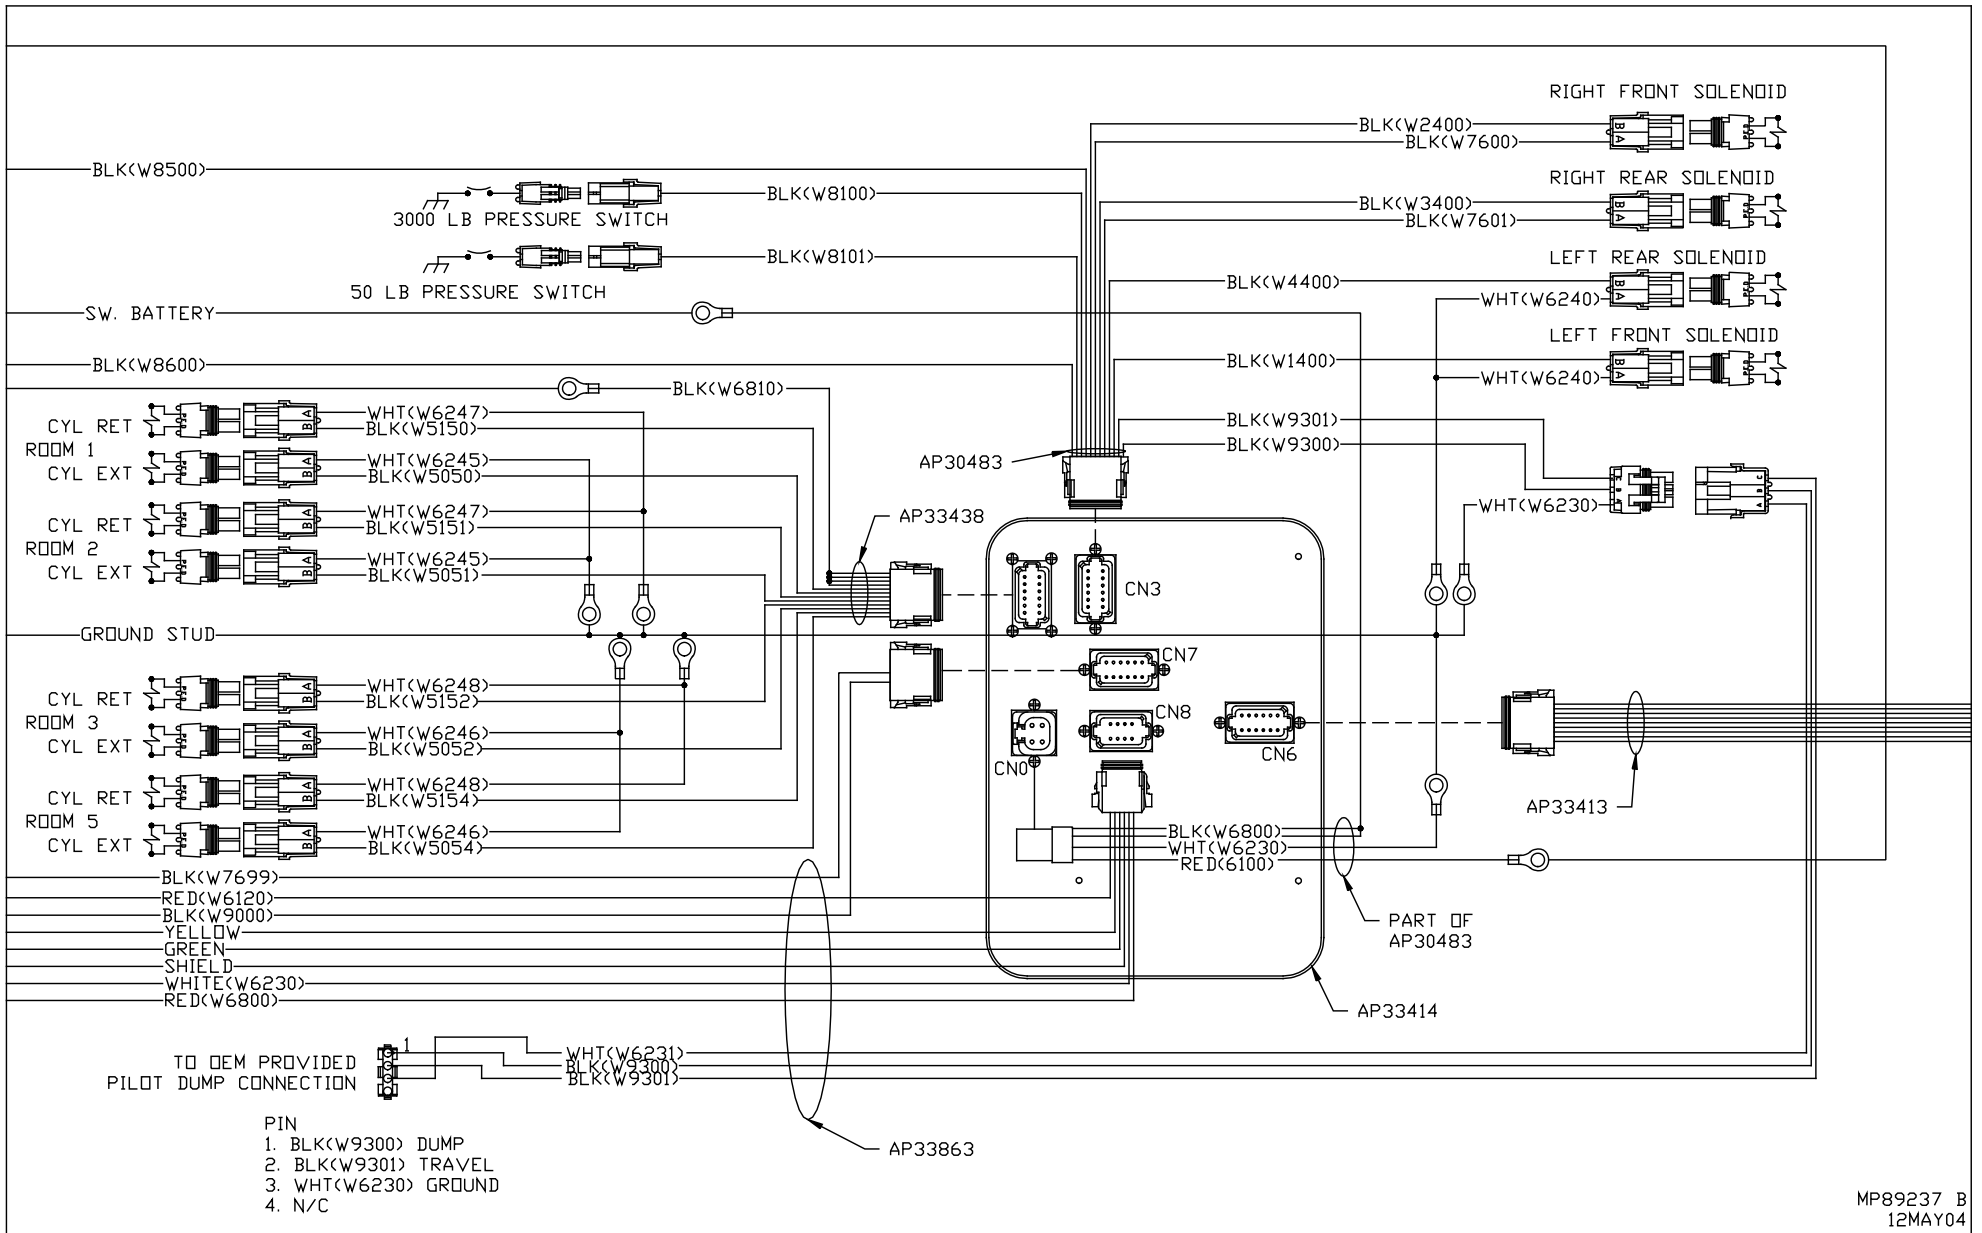 RIGHT FRONT SOLENOID
BLK(W2400)
BLK(W7600)
B
A
BLK(W8500)
RIGHT REAR SOLENOID
BLK(W8100)
3000 LB PRESSURE SWITCH
BLK(W3400)
BLK(W7601)
B
A
BLK(W8101)
50 LB PRESSURE SWITCH
LEFT REAR SOLENOID
BLK(W4400)
WHT(W6240)
B
A
SW. BATTERY
LEFT FRONT SOLENOID
BLK(W8600)
BLK(W1400)
WHT(W6240)
B
A
BLK(W6810)
BLK(W9301)
BLK(W9300)
WHT(W6230)
C
B
A
C
B
A
CYL RET
ROOM 1
CYL EXT
WHT(W6247)
BLK(W5150)
A
B
WHT(W6245)
BLK(W5050)
A
B
CYL RET
ROOM 2
CYL EXT
WHT(W6247)
BLK(W5151)
A
B
WHT(W6245)
BLK(W5051)
A
B
AP30483
AP33438
CN3
GROUND STUD
CN7
CN8
CN6
CN0
CYL RET
ROOM 3
CYL EXT
WHT(W6248)
BLK(W5152)
A
B
WHT(W6246)
BLK(W5052)
A
B
CYL RET
ROOM 5
CYL EXT
WHT(W6248)
BLK(W5154)
A
B
WHT(W6246)
BLK(W5054)
A
B
AP33413
BLK(W6800)
WHT(W6230)
RED(6100)
PART OF
AP30483
AP33414
BLK(W7699)
RED(W6120)
BLK(W9000)
YELLOW
GREEN
SHIELD
WHITE(W6230)
RED(W6800)
TO OEM PROVIDED
PILOT DUMP CONNECTION
1
WHT(W6231)
BLK(W9300)
BLK(W9301)
PIN
1. BLK(W9300) DUMP
2. BLK(W9301) TRAVEL
3. WHT(W6230) GROUND
4. N/C
AP33863
MP89237 B
12MAY04